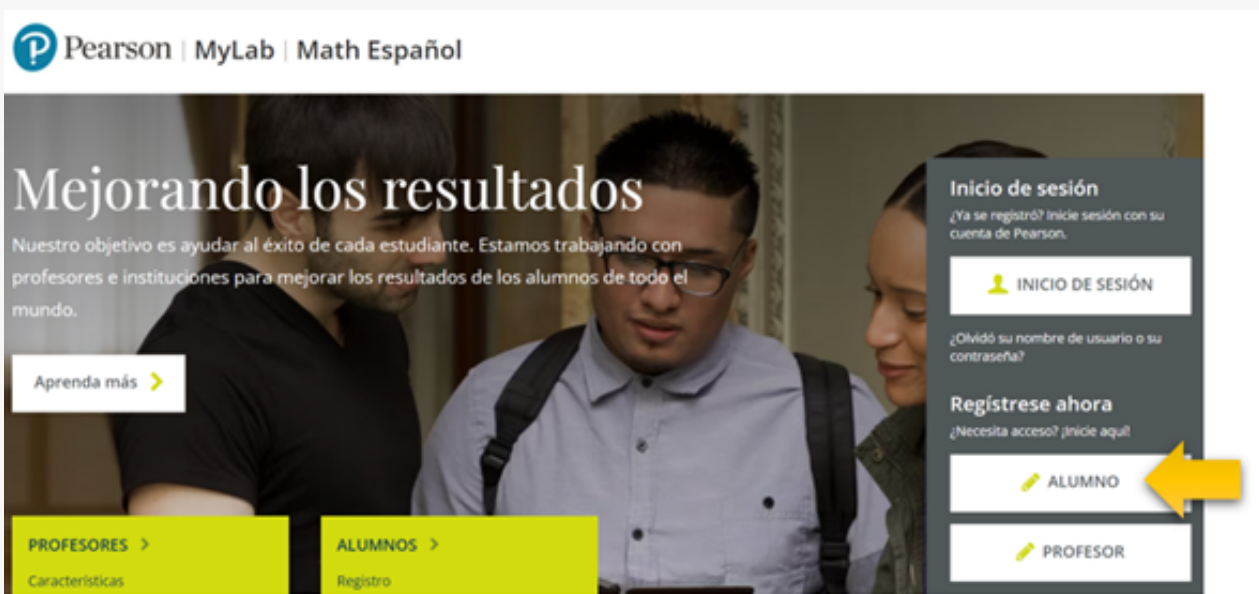 Pearson | MyLab | Math Español
Mejorando los resultados
Nuestro objetivo es ayudar al éxito de cada estudiante. Estamos trabajando con
profesores e instituciones para mejorar los resultados de los alumnos de todo el
mundo.
Aprenda más
PROFESORES >
Características
ALUMNOS >
Registro
Inicio de sesión
¿Ya se registró? Inicie sesión con su
cuenta de Pearson.
INICIO DE SESIÓN
¿Olvidó su nombre de usuario o su
contraseña?
Regístrese ahora
¿Necesita acceso? ¡Inicie aquí!
ALUMNO
PROFESOR